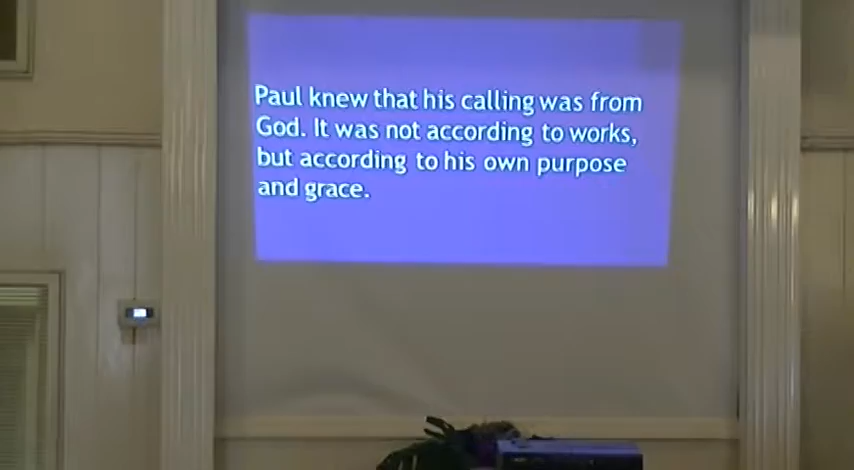 Paul knew that his calling was from
God. It was not according to works,
but according to his own purpose
and grace.